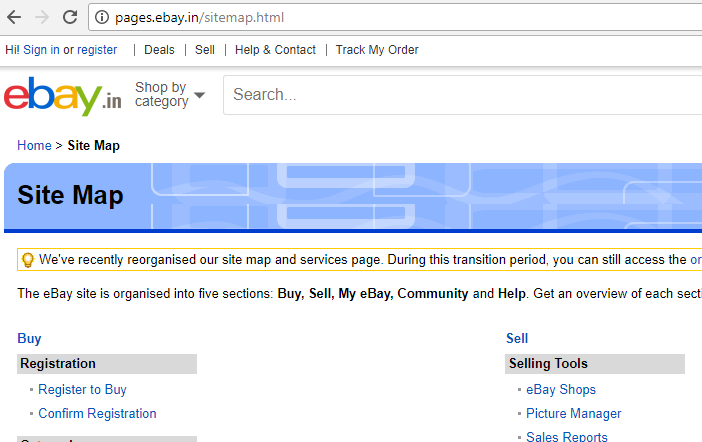 pages.ebay.in/sitemap.html
Hi! Sign in or register | Deals | Sell | Help & Contact | Track My Order
ebay.in Shop by category Search...
Home > Site Map
Site Map
We've recently reorganised our site map and services page. During this transition period, you can still access the
The eBay site is organised into five sections: Buy, Sell, My eBay, Community and Help. Get an overview of each
Buy
Registration
Register to Buy
Confirm Registration
Sell
Selling Tools
eBay Shops
Picture Manager
Sales Reports